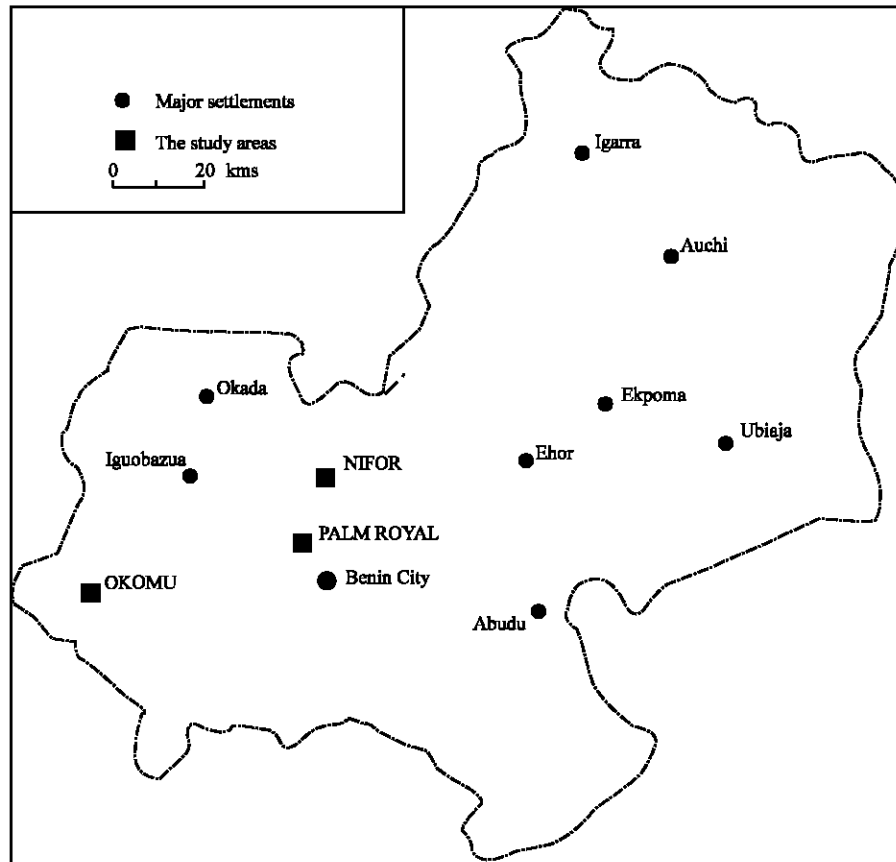 Major settlements
The study areas
0 20 kms
Igarra
Auchi
Okada
Ekpoma
Ubiaja
Ehor
Iguobazua
NIFOR
PALM ROYAL
Benin City
OKOMU
Abudu